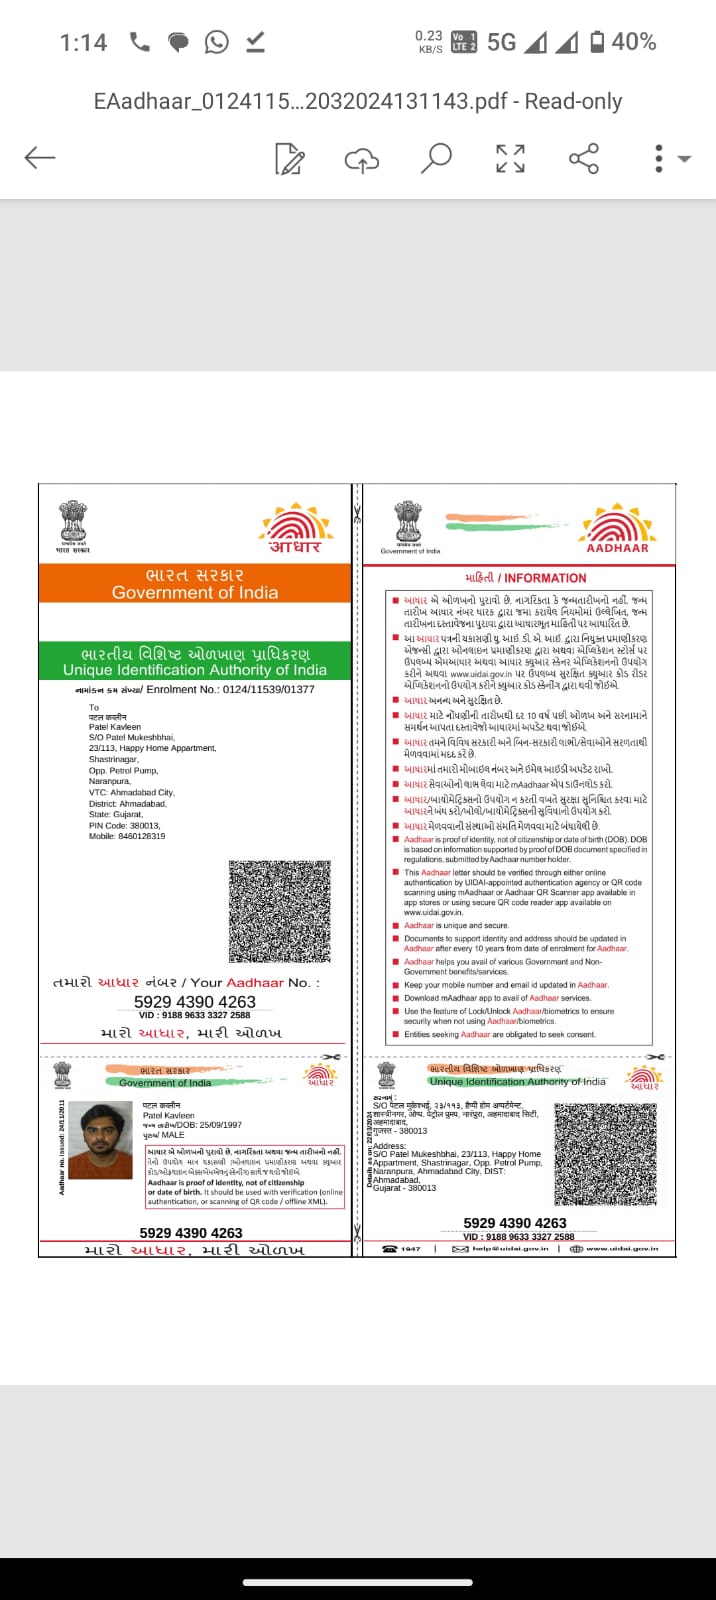 1:14
0.23 KB/S Vo 1 LTE 2 5G 40%
EAadhaar_0124115...2032024131143.pdf - Read-only
भारत सरकार
आधार
ભારત સરકાર
Government of India
ભારતીય વિશિષ્ટ ઓળખાણ પ્રાધિકરણ
Unique Identification Authority of India
નામાંકન ક્રમ સંખ્યા/ Enrolment No.: 0124/11539/01377
To
पटल कवलीन
Patel Kavleen
S/O Patel Mukeshbhai,
23/113, Happy Home Appartment,
Shastrinagar,
Opp. Petrol Pump,
Naranpura,
VTC: Ahmadabad City,
District: Ahmadabad,
State: Gujarat,
PIN Code: 380013,
Mobile: 8460128319
તમારો આધાર નંબર / Your Aadhaar No. :
5929 4390 4263
VID : 9188 9633 3327 2588
મારો આધાર, મારી ઓળખ
Government of India
AADHAAR
માહિતી / INFORMATION
આધાર એ ઓળખનો પુરાવો છે, નાગરિકતા કે જન્મતારીખનો નહીં. જન્મ
તારીખ આધાર નંબર ધારક દ્વારા જમા કરાયેલ નિયમોમાં ઉલ્લેખિત, જન્મ
તારીખના દસ્તાવેજના પુરાવા દ્વારા આધારભૂત માહિતી પર આધારિત છે.
આ આધાર પત્રની ચકાસણી યુ. આઈ. ડી. એ. આઈ. દ્વારા નિયુક્ત પ્રમાણીકરણ
એજન્સી દ્વારા ઓનલાઇન પ્રમાણીકરણ દ્વારા અથવા એપ્લિકેશન સ્ટોર્સ પર
ઉપલબ્ધ એમઆધાર અથવા આધાર ક્યુઆર સ્કેનર એપ્લિકેશનનો ઉપયોગ
કરીને અથવા www.uidai.gov.in પર ઉપલબ્ધ સુરક્ષિત ક્યુઆર કોડ રીડર
એપ્લિકેશનનો ઉપયોગ કરીને ક્યુઆર કોડ સ્કેનીંગ દ્વારા થવી જોઈએ.
આધાર અનન્ય અને સુરક્ષિત છે.
આધાર માટે નોંધણીની તારીખથી દર 10 વર્ષ પછી ઓળખ અને સરનામાને
સમર્થન આપતા દસ્તાવેજો આધારમાં અપડેટ થવા જોઈએ.
આધાર તમને વિવિધ સરકારી અને બિન-સરકારી લાભો/સેવાઓને સરળતાથી
મેળવવામાં મદદ કરે છે.
આધારમાં તમારો મોબાઇલ નંબર અને ઇમેલ આઈડી અપડેટ રાખો.
આધાર સેવાઓનો લાભ લેવા માટે mAadhaar એપ ડાઉનલોડ કરો.
આધાર/બાયોમેટ્રિક્સનો ઉપયોગ ન કરતી વખતે સુરક્ષા સુનિશ્ચિત કરવા માટે
આધારને બંધ કરો/ખોલો/બાયોમેટ્રિક્સની સુવિધાનો ઉપયોગ કરો.
આધાર મેળવવાની સંસ્થાઓ સંમતિ મેળવવા માટે બંધાયેલી છે.
Aadhaar is proof of identity, not of citizenship or date of birth (DOB). DOB
is based on information supported by proof of DOB document specified in
regulations, submitted by Aadhaar number holder.
This Aadhaar letter should be verified through either online
authentication by UIDAI-appointed authentication agency or QR code
scanning using mAadhaar or Aadhaar QR Scanner app available in
app stores or using secure QR code reader app available on
www.uidai.gov.in.
Aadhaar is unique and secure.
Documents to support identity and address should be updated in
Aadhaar after every 10 years from date of enrolment for Aadhaar.
Aadhaar helps you avail of various Government and Non-
Government benefits/services.
Keep your mobile number and email id updated in Aadhaar.
Download mAadhaar app to avail of Aadhaar services.
Use the feature of Lock/Unlock Aadhaar/biometrics to ensure
security when not using Aadhaar/biometrics.
Entities seeking Aadhaar are obligated to seek consent.
ભારત સરકાર
Government of India
આધાર
Aadhaar no. issued: 24/11/2011
पटल कवलीन
Patel Kavleen
જન્મ તારીખ/DOB: 25/09/1997
પુરુષ/ MALE
આધાર એ ઓળખનો પુરાવો છે, નાગરિકતા અથવા જન્મ તારીખનો નહીં.
Aadhaar is proof of identity, not of citizenship
or date of birth. It should be used with verification (online
authentication, or scanning of QR code / offline XML).
5929 4390 4263
મારો આધાર, મારી ઓળખ
ભારતીય વિશિષ્ટ ઓળખાણ પ્રાધિકરણ
Unique Identification Authority of India
આધાર
Details as on: 22/03/2024
સરનામું :
S/O पटल मुकेशभाई, २३/११३, हैप्पी होम अप्पर्टमेन्ट,
शास्त्रीनगर, ओप्प. पेट्रोल पुम्प, नारंपुरा, अहमदाबाद सिटी,
अहमदाबाद,
गुजरत - 380013
Address:
S/O Patel Mukeshbhai, 23/113, Happy Home
Appartment, Shastrinagar, Opp. Petrol Pump,
Naranpura, Ahmadabad City, DIST:
Ahmadabad,
Gujarat - 380013
5929 4390 4263
VID : 9188 9633 3327 2588
1947 | help@uidai.gov.in | www.uidai.gov.in